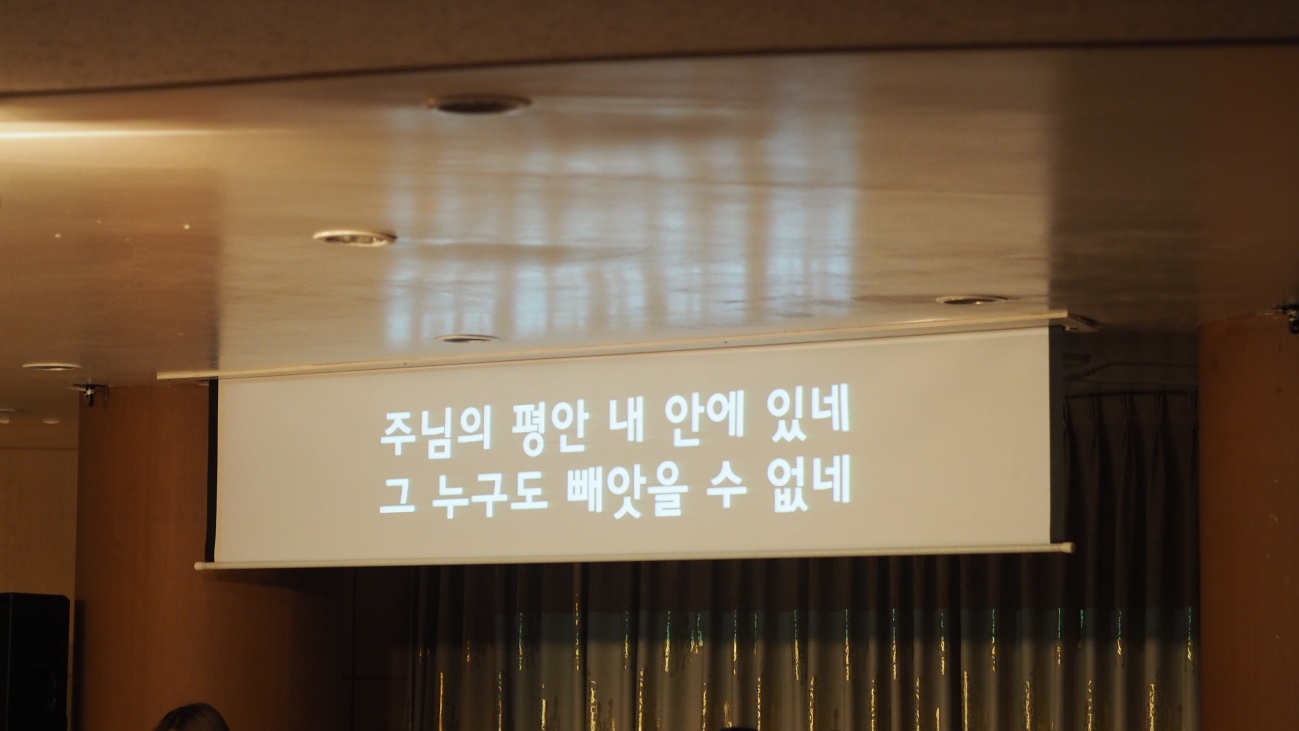 주님의 평안 내 안에 있네
그 누구도 빼앗을 수 없네